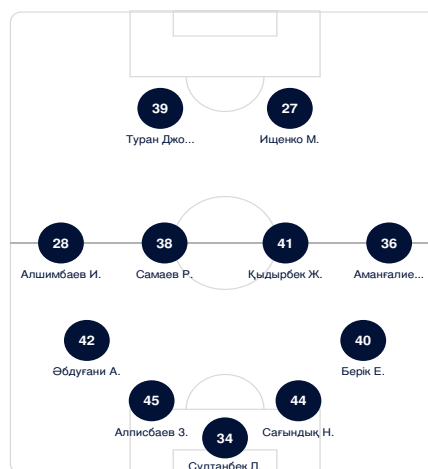 39
27
Туран Джо...
Ищенко М.
28
38
41
36
Алшимбаев И.
Самаев Р.
Қыдырбек Ж.
Аманғалие...
42
40
Әбдуғани А.
Берік Е.
45
44
Алписбаев З.
Сағындық Н.
34
Султанбек Д.